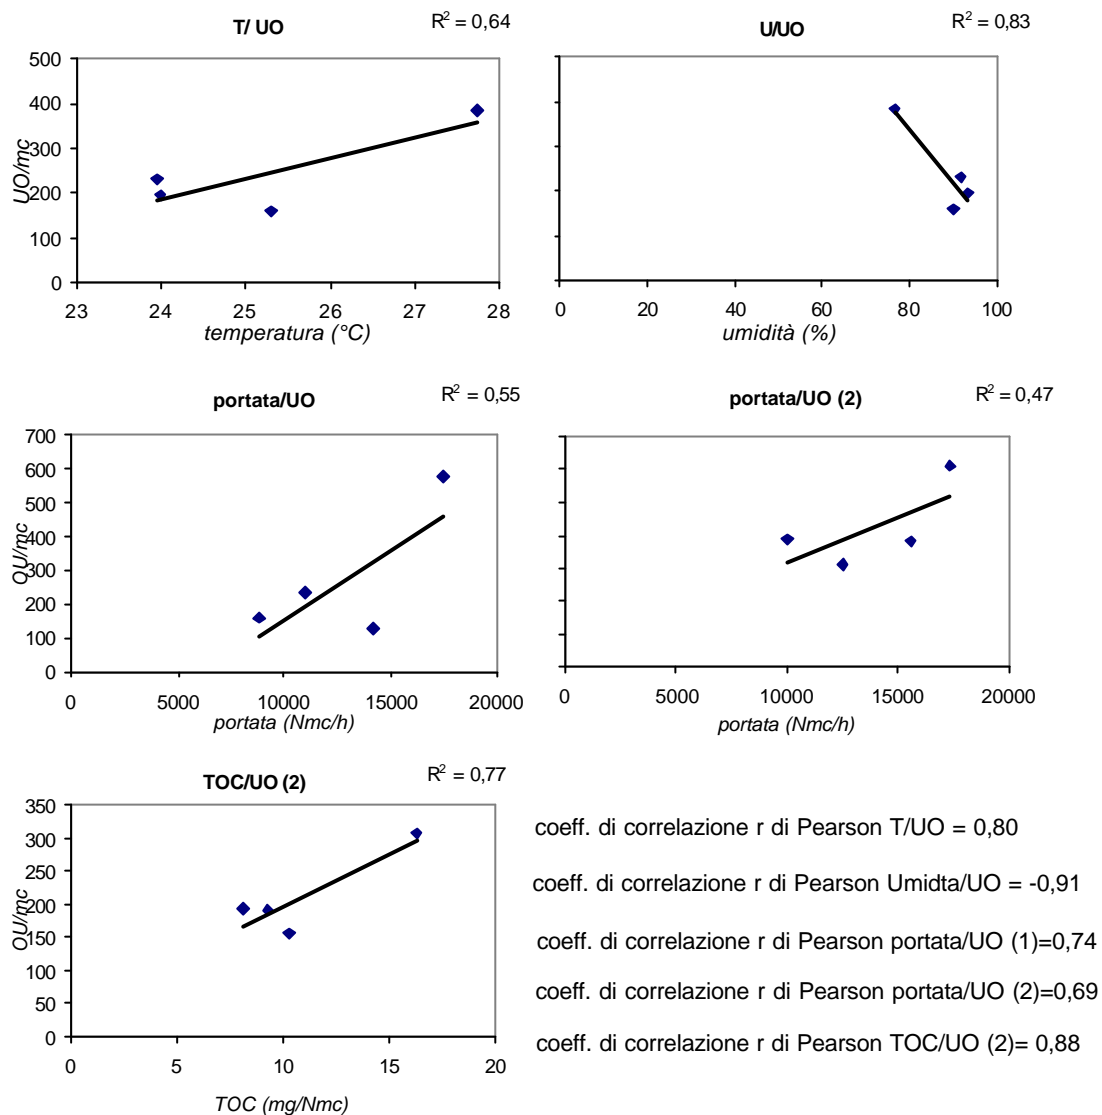 T/ UO
R² = 0,64
500
400
300
200
100
0
UO/mc
23
24
25
26
27
28
temperatura (°C)
U/UO
R² = 0,83
0
20
40
60
80
100
umidità (%)
portata/UO
R² = 0,55
700
600
500
400
300
200
100
0
OU/mc
0
5000
10000
15000
20000
portata (Nmc/h)
portata/UO (2)
R² = 0,47
0
5000
10000
15000
20000
portata (Nmc/h)
TOC/UO (2)
R² = 0,77
350
300
250
200
150
100
50
0
OU/mc
0
5
10
15
20
TOC (mg/Nmc)
coeff. di correlazione r di Pearson T/UO = 0,80
coeff. di correlazione r di Pearson Umidta/UO = -0,91
coeff. di correlazione r di Pearson portata/UO (1)=0,74
coeff. di correlazione r di Pearson portata/UO (2)=0,69
coeff. di correlazione r di Pearson TOC/UO (2)= 0,88